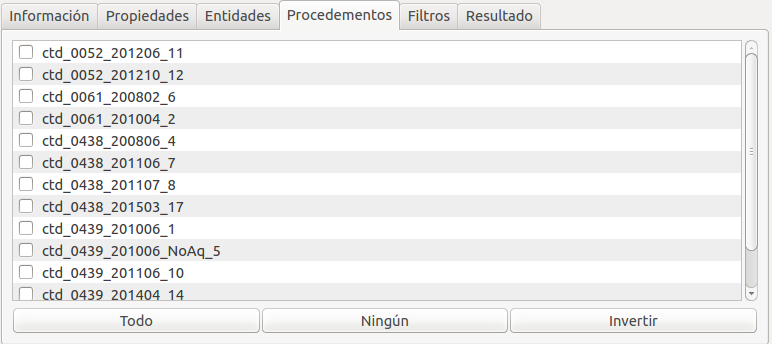 Información Propiedades Entidades Procedementos Filtros Resultado
ctd_0052_201206_11
ctd_0052_201210_12
ctd_0061_200802_6
ctd_0061_201004_2
ctd_0438_200806_4
ctd_0438_201106_7
ctd_0438_201107_8
ctd_0438_201503_17
ctd_0439_201006_1
ctd_0439_201006_NoAq_5
ctd_0439_201106_10
ctd_0439_201404_14
Todo Ningún Invertir